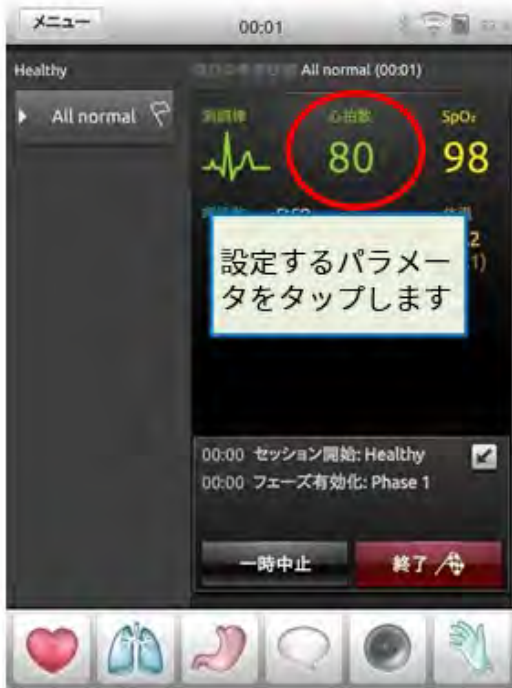 メニュー
00:01
Healthy
All normal (00:01)
All normal
心拍数
SpO₂
80
98
設定するパラメー
タをタップします
00:00 セッション開始: Healthy
00:00 フェーズ有効化: Phase 1
一時中止
終了